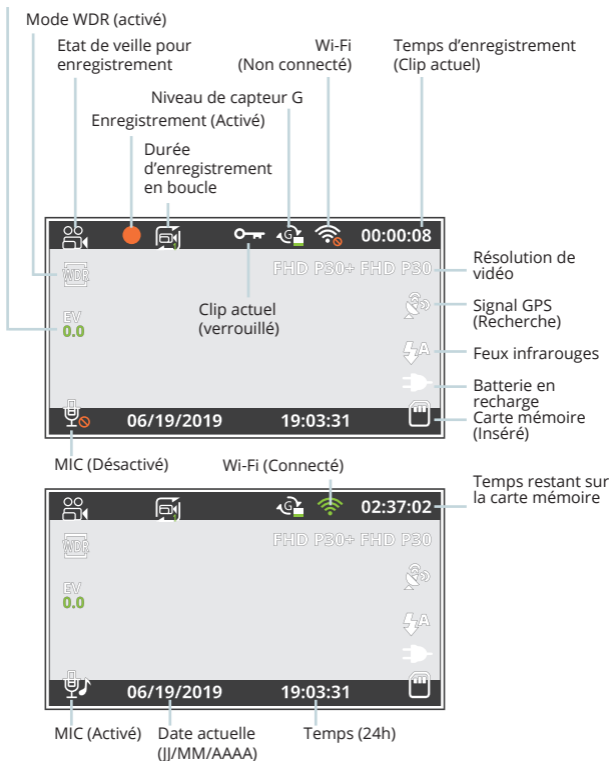 Mode WDR (activé)
Etat de veille pour
enregistrement
Wi-Fi
(Non connecté)
Temps d’enregistrement
(Clip actuel)
Niveau de capteur G
Enregistrement (Activé)
Durée
d’enregistrement
en boucle
G
00:00:08
WDR
FHD P30+ FHD P30
Résolution de
vidéo
EV
0.0
Clip actuel
(verrouillé)
Signal GPS
(Recherche)
A
Feux infrarouges
Batterie en
recharge
06/19/2019
19:03:31
Carte mémoire
(Inséré)
MIC (Désactivé)
Wi-Fi (Connecté)
G
02:37:02
Temps restant sur
la carte mémoire
WDR
FHD P30+ FHD P30
EV
0.0
A
06/19/2019
19:03:31
MIC (Activé)
Date actuelle
(JJ/MM/AAAA)
Temps (24h)